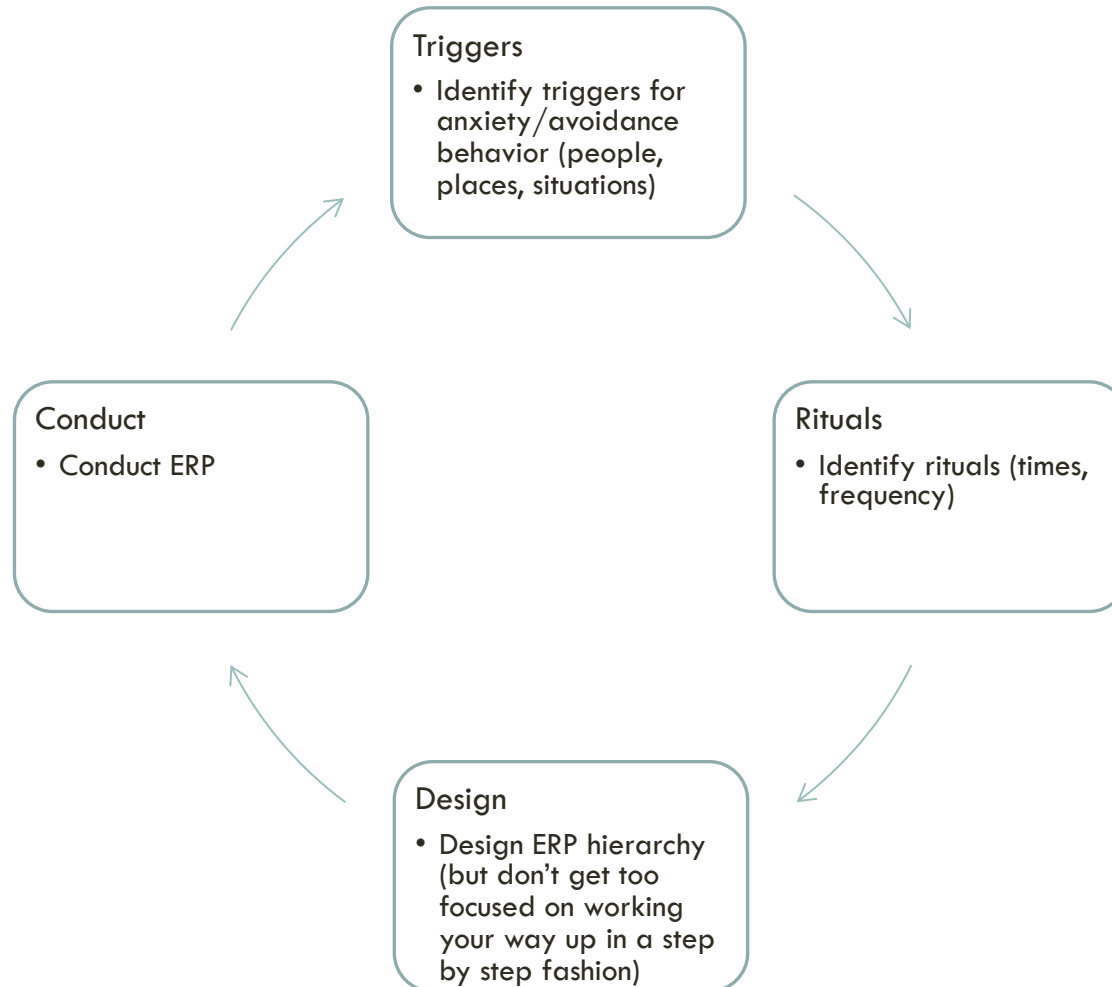 Triggers
• Identify triggers for
anxiety/avoidance
behavior (people,
places, situations)
Conduct
• Conduct ERP
Rituals
• Identify rituals (times,
frequency)
Design
• Design ERP hierarchy
(but don’t get too
focused on working
your way up in a step
by step fashion)